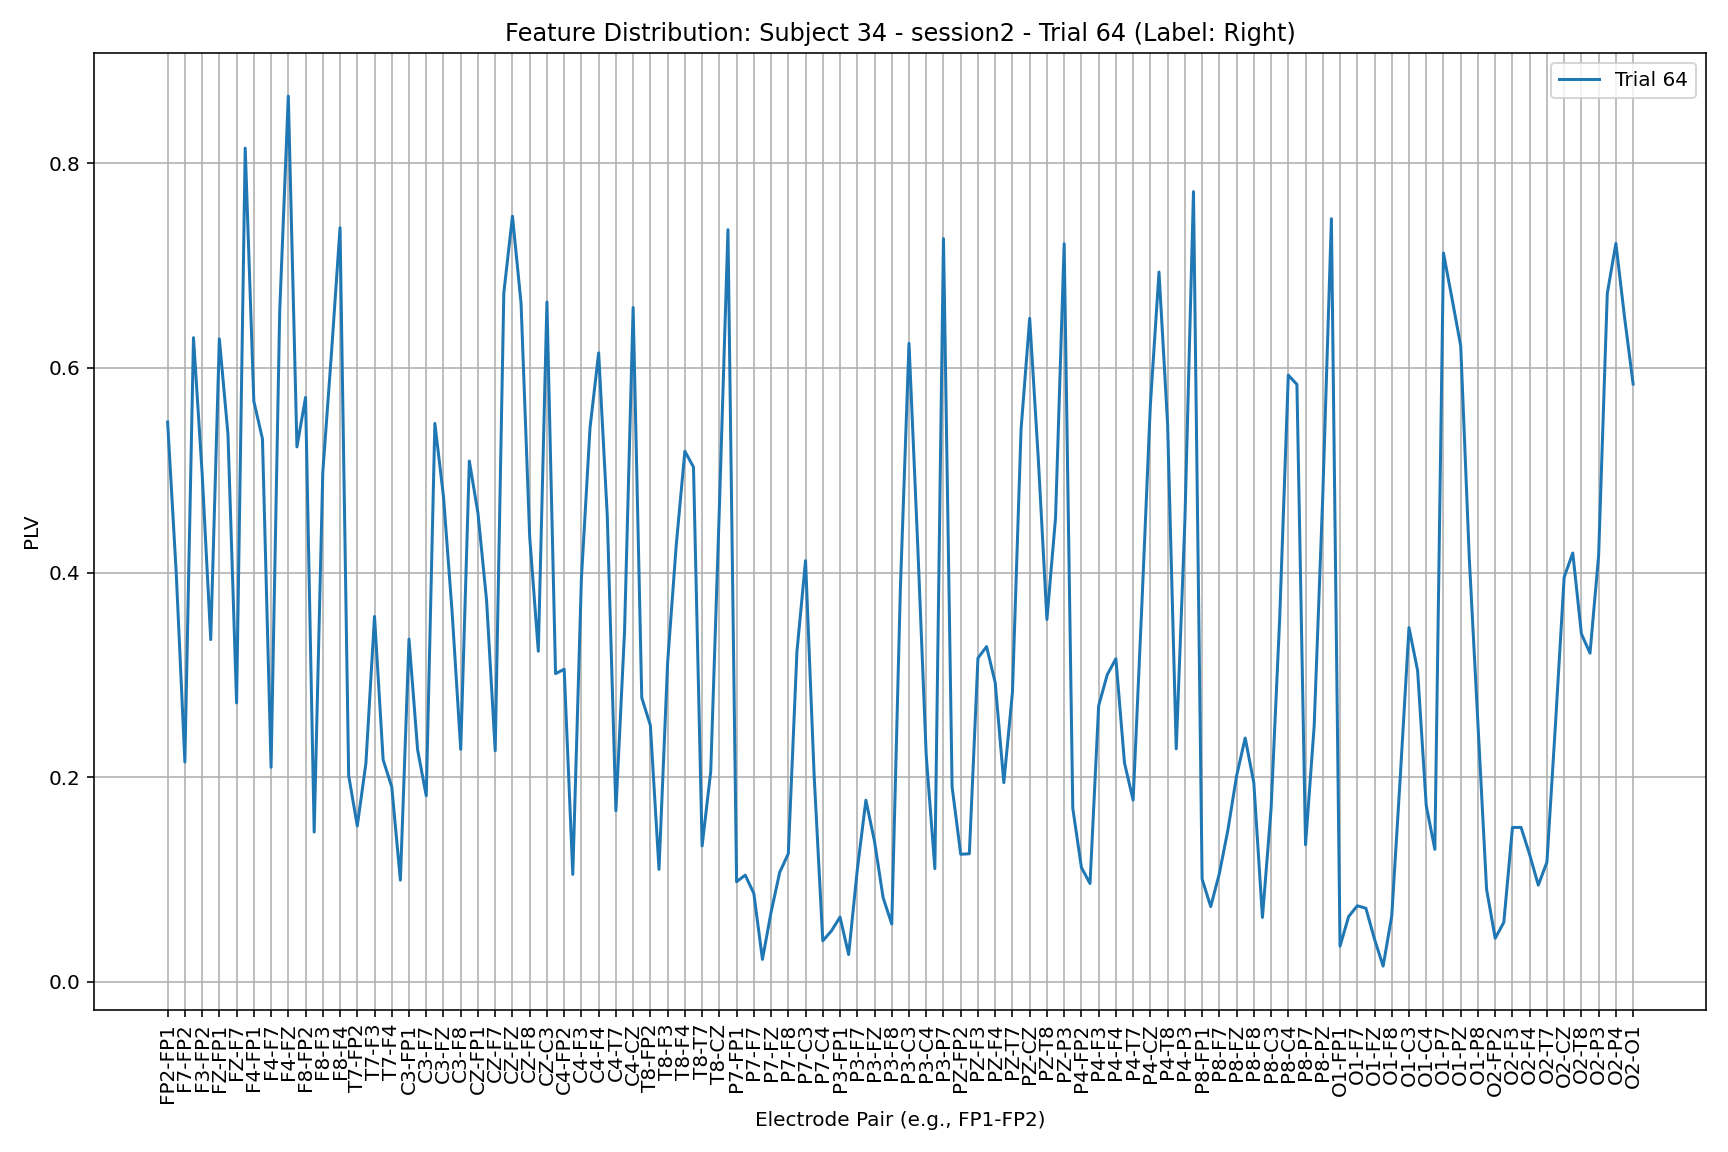 Feature Distribution: Subject 34 - session2 - Trial 64 (Label: Right)
Trial 64
PLV
0.8
0.6
0.4
0.2
0.0
FP2-FP1
F7-FP2
F3-FP2
FZ-FP1
FZ-F7
F4-FP1
F4-F7
F4-FZ
F8-FP2
F8-F3
F8-F4
T7-FP2
T7-F3
T7-F4
C3-FP1
C3-F7
C3-FZ
C3-F8
CZ-FP1
CZ-F7
CZ-FZ
CZ-F8
CZ-C3
C4-FP2
C4-F3
C4-F4
C4-T7
C4-CZ
T8-FP2
T8-F3
T8-F4
T8-T7
T8-CZ
P7-FP1
P7-F7
P7-FZ
P7-F8
P7-C3
P7-C4
P3-FP1
P3-F7
P3-FZ
P3-F8
P3-C3
P3-C4
P3-P7
PZ-FP2
PZ-F3
PZ-F4
PZ-T7
PZ-CZ
PZ-T8
PZ-P3
P4-FP2
P4-F3
P4-F4
P4-T7
P4-CZ
P4-T8
P4-P3
P8-FP1
P8-F7
P8-FZ
P8-F8
P8-C3
P8-C4
P8-P7
P8-PZ
O1-FP1
O1-F7
O1-FZ
O1-F8
O1-C3
O1-C4
O1-P7
O1-PZ
O1-P8
O2-FP2
O2-F3
O2-F4
O2-T7
O2-CZ
O2-T8
O2-P3
O2-P4
O2-O1
Electrode Pair (e.g., FP1-FP2)